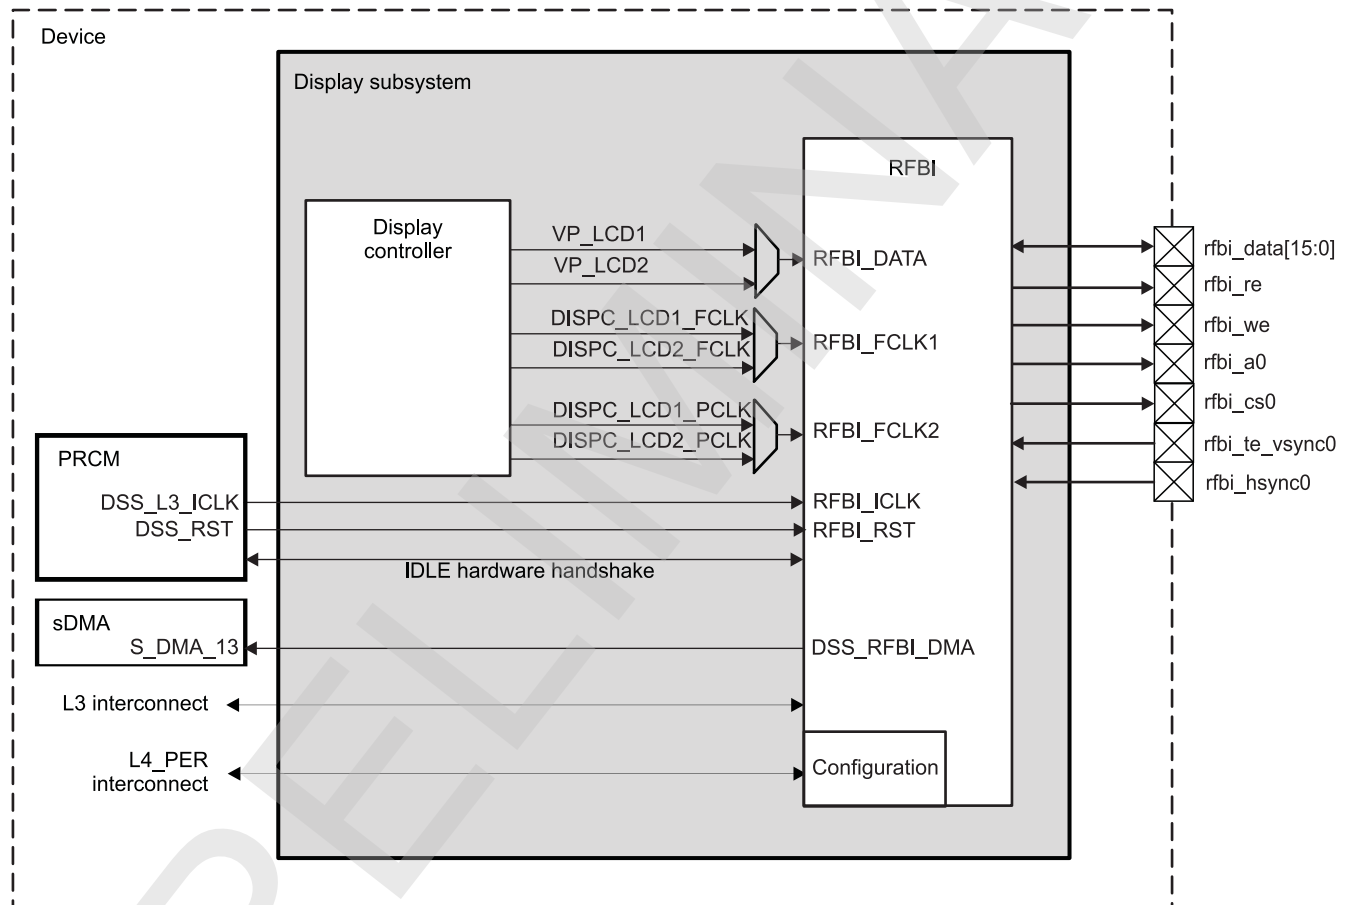 Device
Display subsystem
RFBI
Display
controller
VP_LCD1
VP_LCD2
RFBI_DATA
DISPC_LCD1_FCLK
DISPC_LCD2_FCLK
RFBI_FCLK1
DISPC_LCD1_PCLK
DISPC_LCD2_PCLK
RFBI_FCLK2
rfbi_data[15:0]
rfbi_re
rfbi_we
rfbi_a0
rfbi_cs0
rfbi_te_vsync0
rfbi_hsync0
PRCM
DSS_L3_ICLK
DSS_RST
RFBI_ICLK
RFBI_RST
IDLE hardware handshake
sDMA
S_DMA_13
DSS_RFBI_DMA
L3 interconnect
L4_PER
interconnect
Configuration
PRELIMINA